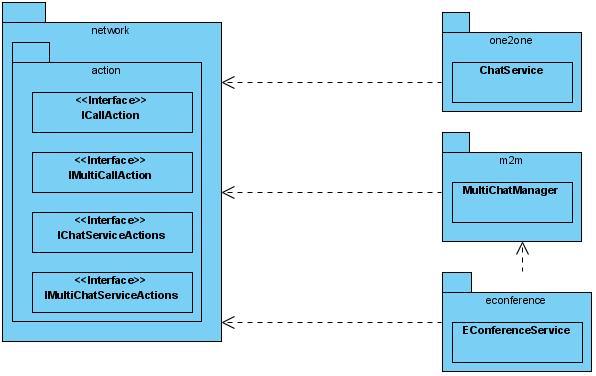 network
action
<<Interface>>
ICallAction
<<Interface>>
IMultiCallAction
<<Interface>>
IChatServiceActions
<<Interface>>
IMultiChatServiceActions
one2one
ChatService
m2m
MultiChatManager
econference
EConferenceService